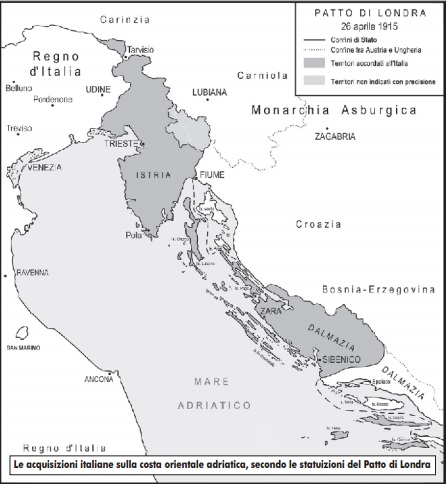 PATTO DI LONDRA
26 aprile 1915
Confini di Stato
Confine tra Austria e Ungheria
Territori accordati all'Italia
Territori non indicati con precisione
Carinzia
Regno
d'Italia
Tarvisio
Belluno
UDINE
Pordenone
Carniola
LUBIANA
Monarchia Asburgica
ZAGABRIA
Treviso
TRIESTE
VENEZIA
ISTRIA
FIUME
Croazia
Pola
Bosnia-Erzegovina
RAVENNA
ZARA
DALMAZIA
SIBENICO
SAN MARINO
DALMAZIA
Spalato
ANCONA
MARE
ADRIATICO
Regno d'Italia
Le acquisizioni italiane sulla costa orientale adriatica, secondo le statuizioni del Patto di Londra